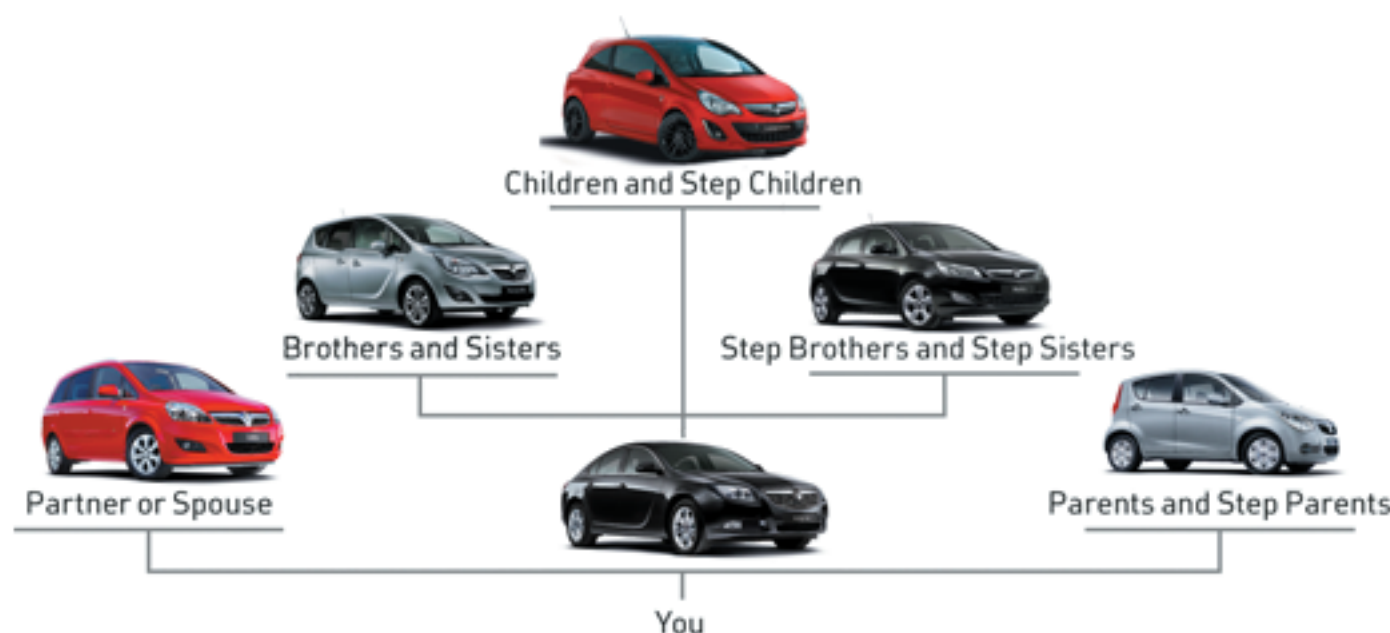 Children and Step Children
Brothers and Sisters
Step Brothers and Step Sisters
Partner or Spouse
Parents and Step Parents
You